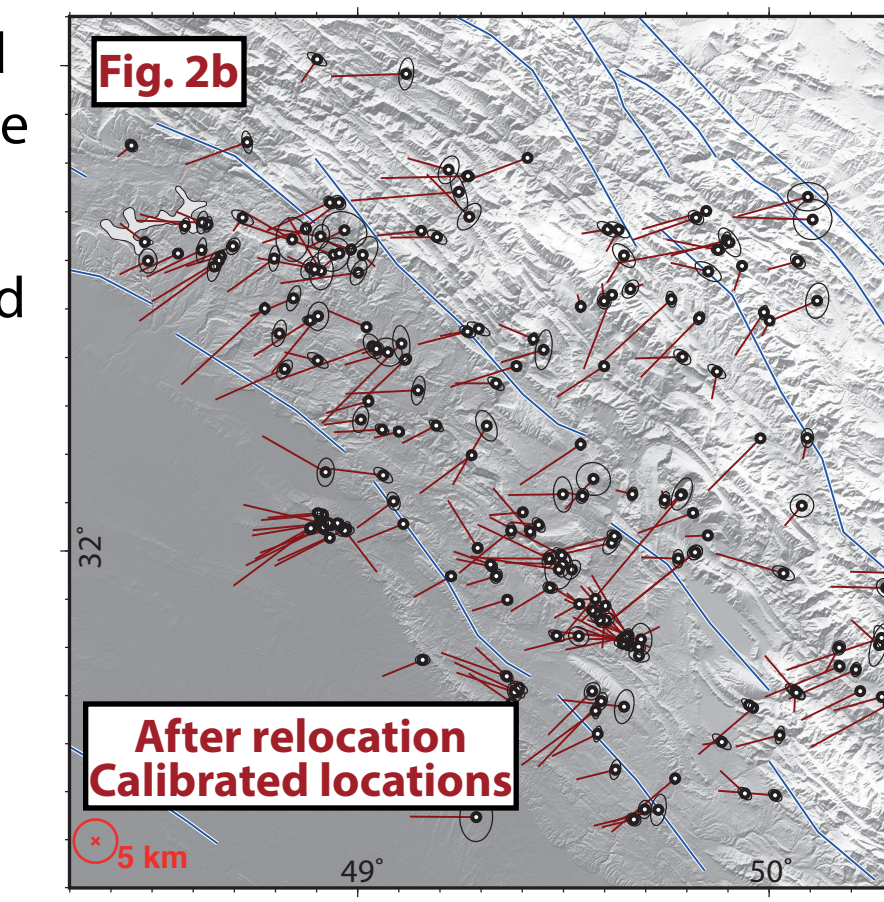 Fig. 2b
32°
After relocation
Calibrated locations
5 km
49°
50°